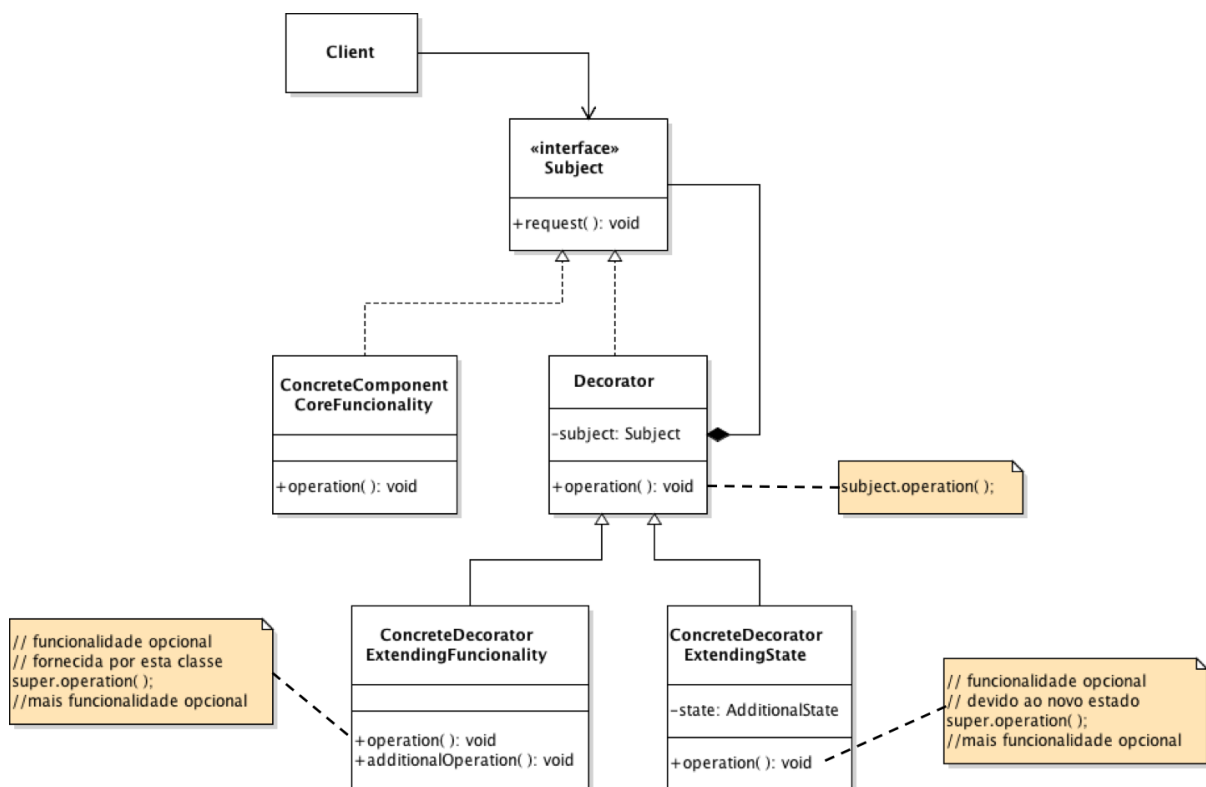 Client
«interface»
Subject
+request( ): void
ConcreteComponent
CoreFuncionality
+operation( ): void
Decorator
-subject: Subject
+operation( ): void
subject.operation( );
// funcionalidade opcional
// fornecida por esta classe
super.operation( );
//mais funcionalidade opcional
ConcreteDecorator
ExtendingFuncionality
+operation( ): void
+additionalOperation( ): void
ConcreteDecorator
ExtendingState
-state: AdditionalState
+operation( ): void
// funcionalidade opcional
// devido ao novo estado
super.operation( );
//mais funcionalidade opcional